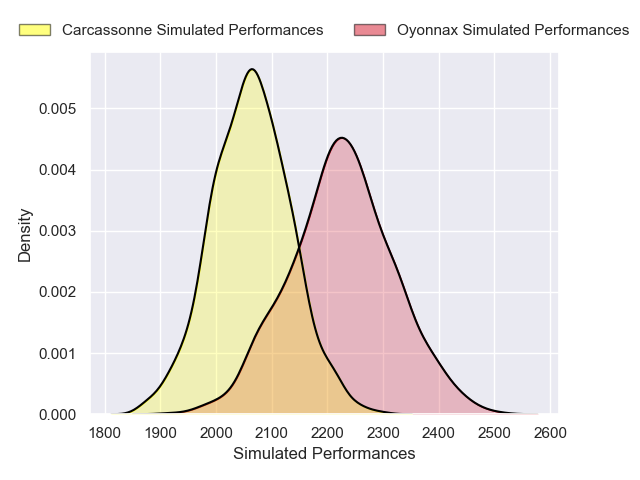 Carcassonne Simulated Performances
Oyonnax Simulated Performances
0.005
0.004
0.003
0.002
0.001
0.000
Density
1800 1900 2000 2100 2200 2300 2400 2500 2600
Simulated Performances